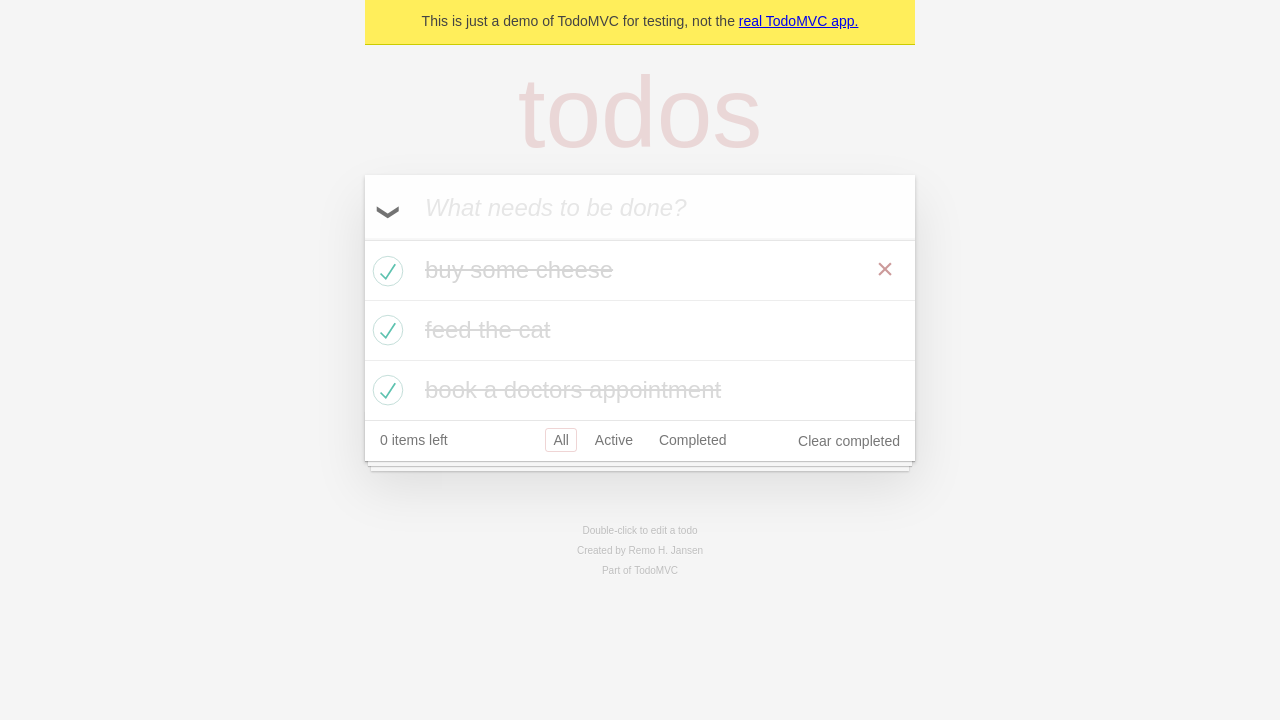 This is just a demo of TodoMVC for testing, not the real TodoMVC app.
todos
What needs to be done?
buy some cheese
feed the cat
book a doctors appointment
0 items left
All
Active
Completed
Clear completed
Double-click to edit a todo
Created by Remo H. Jansen
Part of TodoMVC